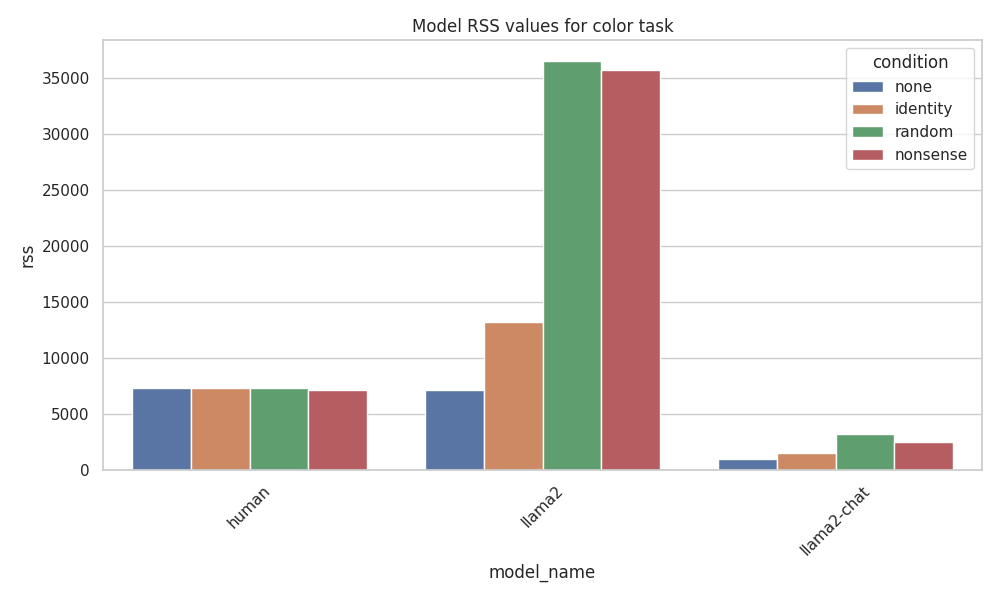 Model RSS values for color task
condition
none
identity
random
nonsense
rss
35000
30000
25000
20000
15000
10000
5000
0
human
llama2
llama2-chat
model_name